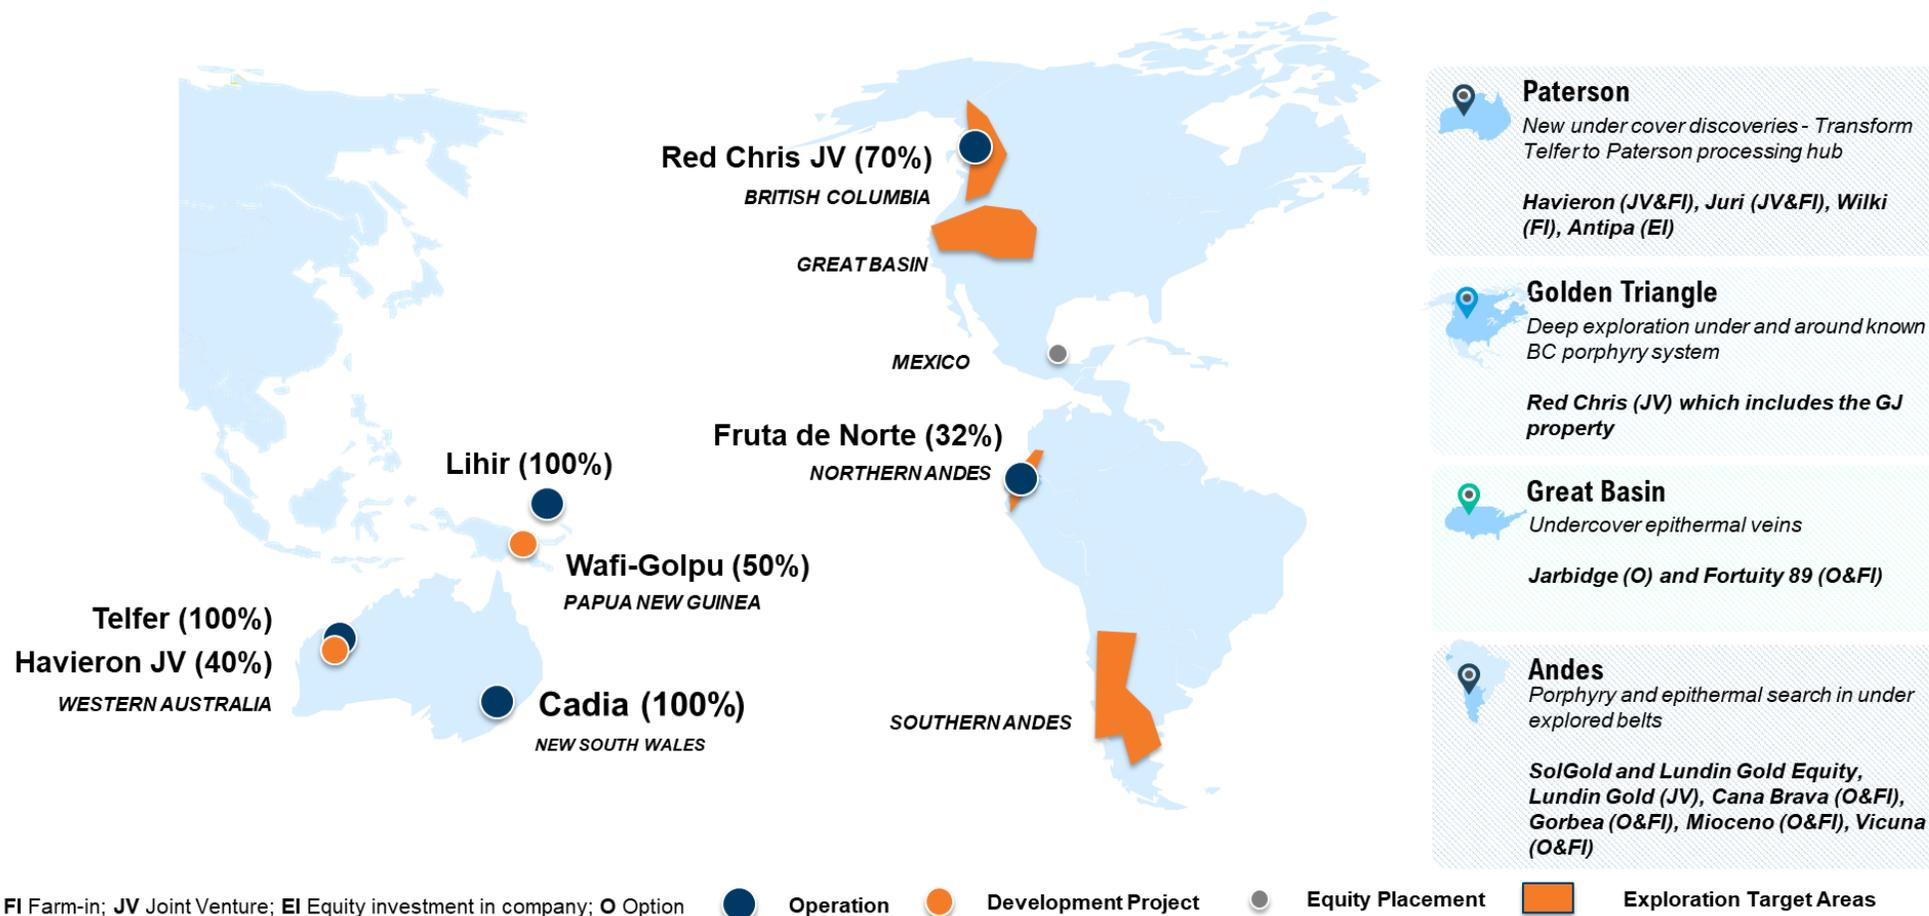 Red Chris JV (70%)
BRITISH COLUMBIA
GREAT BASIN
MEXICO
Fruta de Norte (32%)
NORTHERN ANDES
SOUTHERN ANDES
Lihir (100%)
Wafi-Golpu (50%)
PAPUA NEW GUINEA
Telfer (100%)
Havieron JV (40%)
WESTERN AUSTRALIA
Cadia (100%)
NEW SOUTH WALES
Paterson
New under cover discoveries - Transform
Telfer to Paterson processing hub
Havieron (JV&FI), Juri (JV&FI), Wilki
(FI), Antipa (EI)
Golden Triangle
Deep exploration under and around known
BC porphyry system
Red Chris (JV) which includes the GJ
property
Great Basin
Undercover epithermal veins
Jarbidge (O) and Fortuity 89 (O&FI)
Andes
Porphyry and epithermal search in under
explored belts
SolGold and Lundin Gold Equity,
Lundin Gold (JV), Cana Brava (O&FI),
Gorbea (O&FI), Mioceno (O&FI), Vicuna
(O&FI)
FI Farm-in; JV Joint Venture; EI Equity investment in company; O Option
Operation
Development Project
Equity Placement
Exploration Target Areas